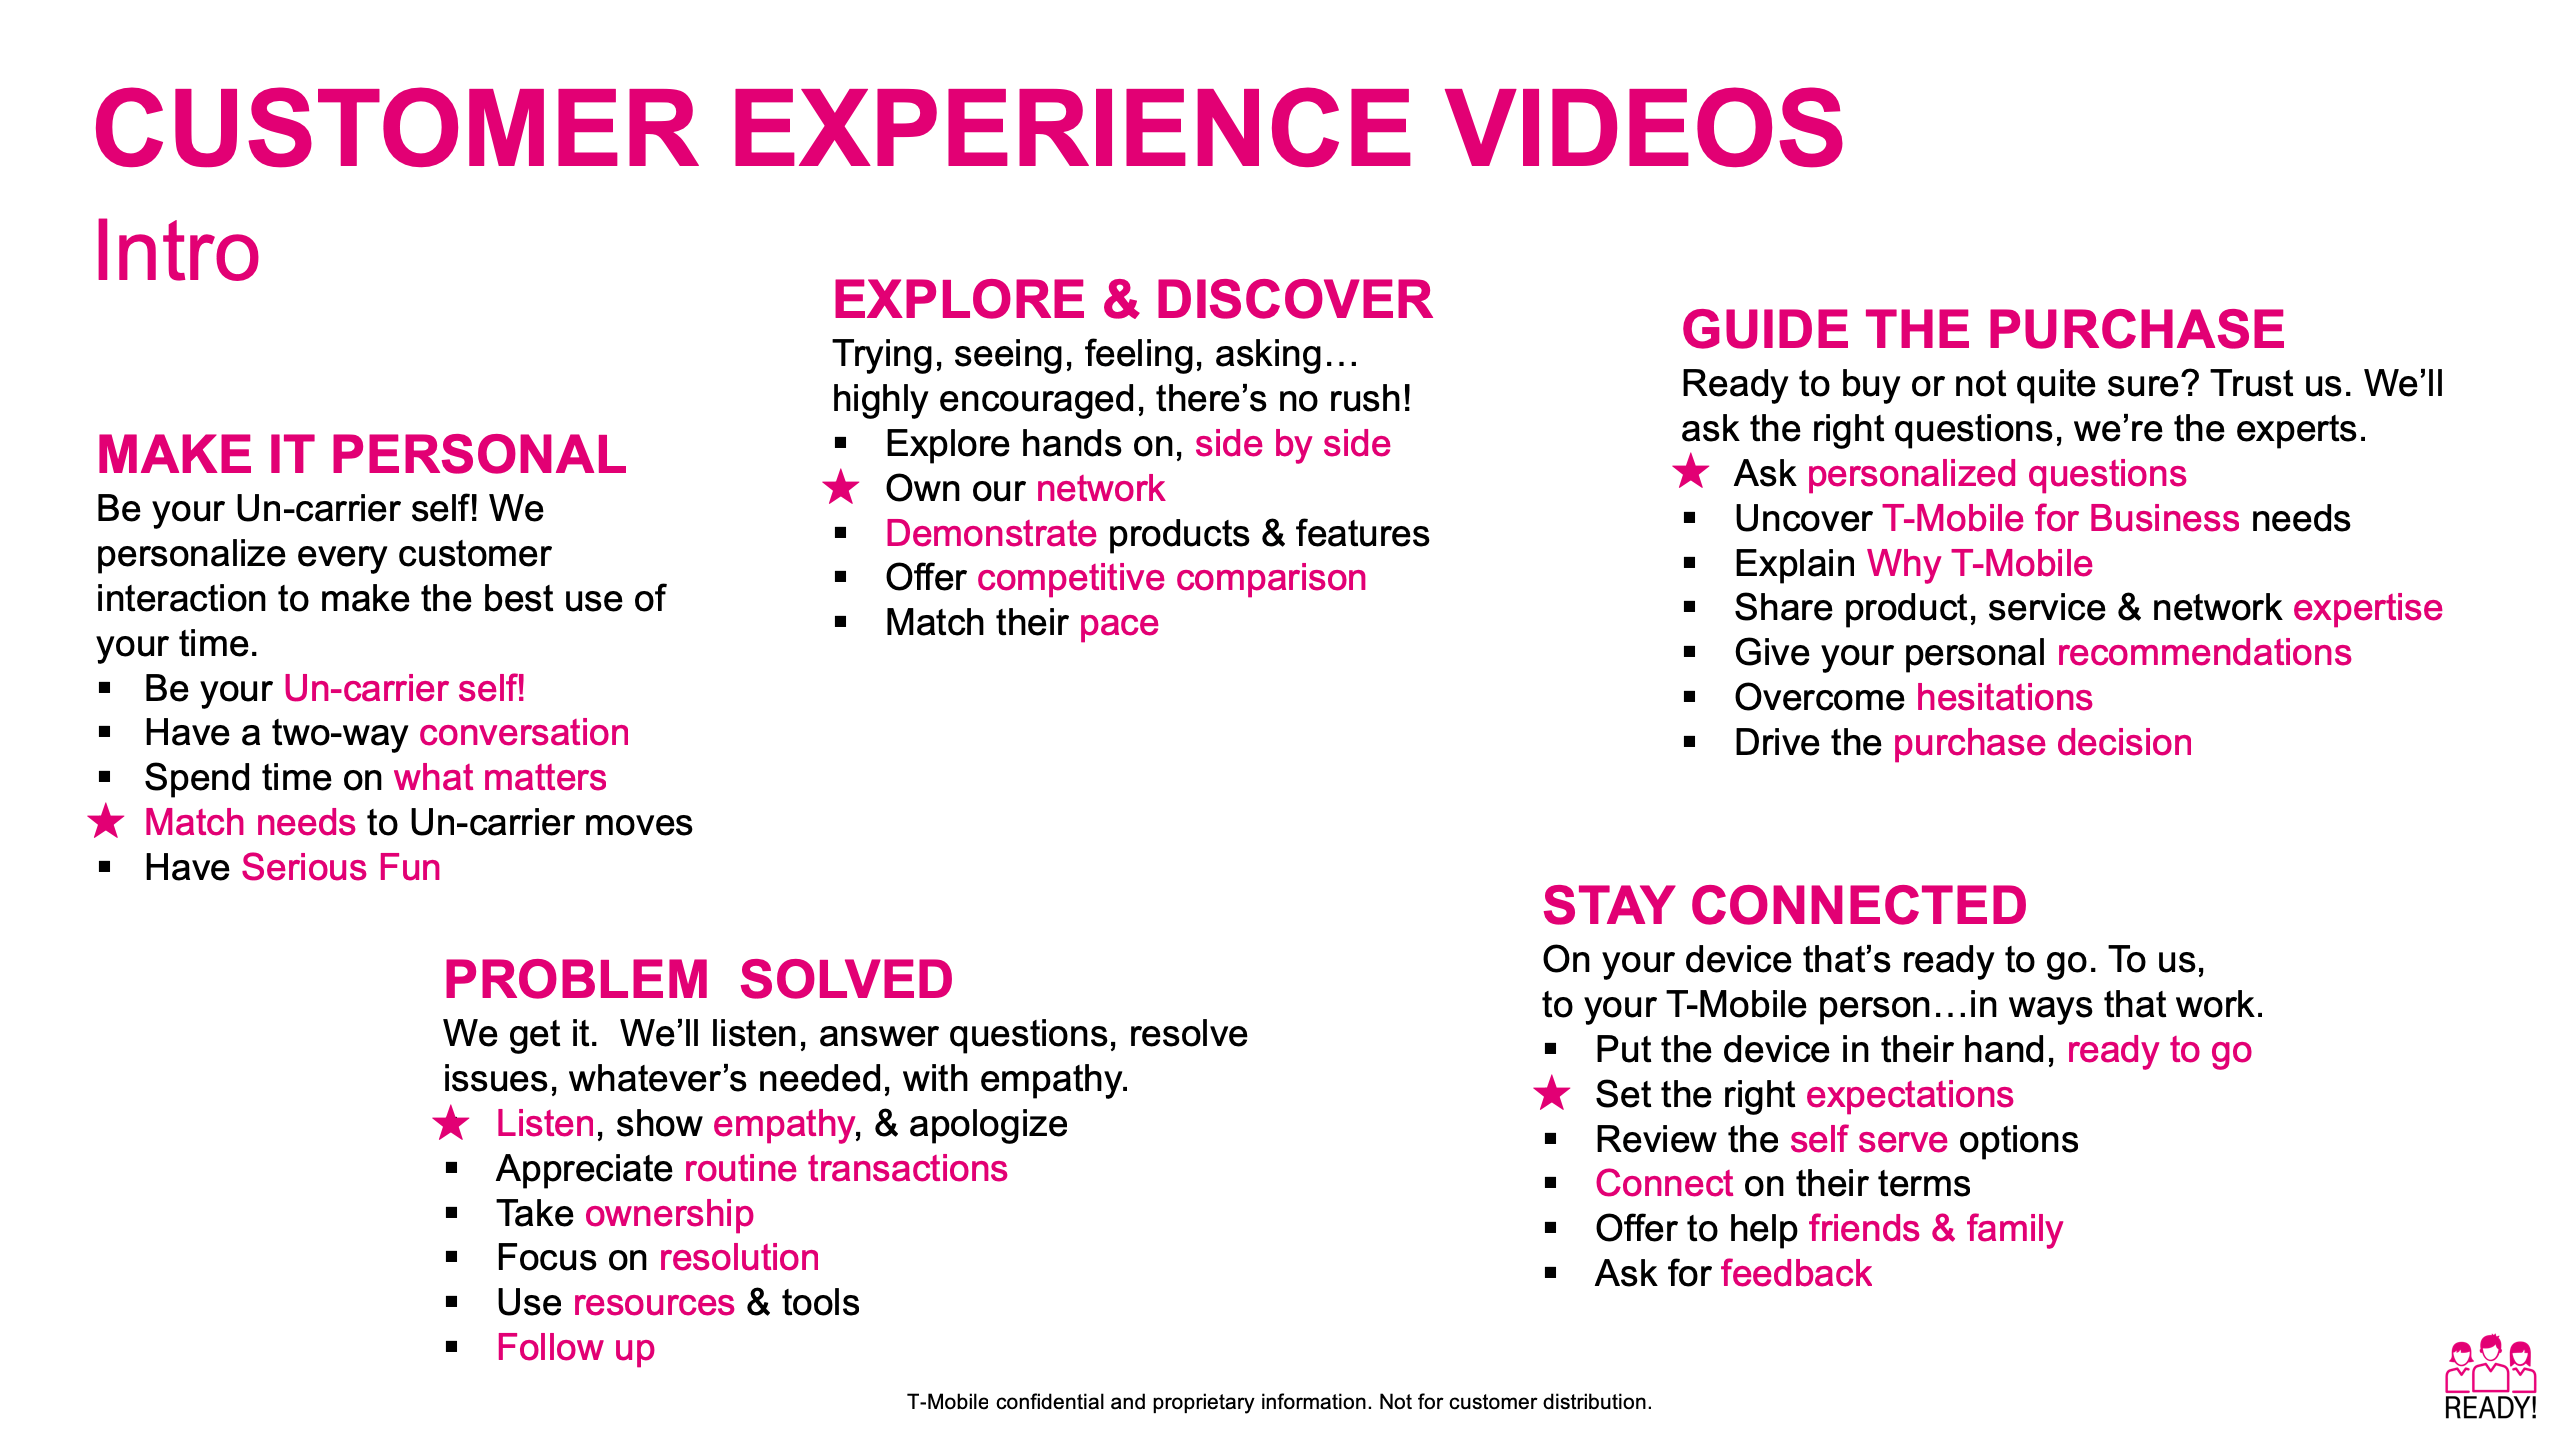 CUSTOMER EXPERIENCE VIDEOS
Intro
MAKE IT PERSONAL
Be your Un-carrier self! We
personalize every customer
interaction to make the best use of
your time.
▪ Be your Un-carrier self!
▪ Have a two-way conversation
▪ Spend time on what matters
★ Match needs to Un-carrier moves
▪ Have Serious Fun
EXPLORE & DISCOVER
Trying, seeing, feeling, asking…
highly encouraged, there’s no rush!
▪ Explore hands on, side by side
★ Own our network
▪ Demonstrate products & features
▪ Offer competitive comparison
▪ Match their pace
GUIDE THE PURCHASE
Ready to buy or not quite sure? Trust us. We’ll
ask the right questions, we’re the experts.
★ Ask personalized questions
▪ Uncover T-Mobile for Business needs
▪ Explain Why T-Mobile
▪ Share product, service & network expertise
▪ Give your personal recommendations
▪ Overcome hesitations
▪ Drive the purchase decision
PROBLEM  SOLVED
We get it.  We’ll listen, answer questions, resolve
issues, whatever’s needed, with empathy.
★ Listen, show empathy, & apologize
▪ Appreciate routine transactions
▪ Take ownership
▪ Focus on resolution
▪ Use resources & tools
▪ Follow up
STAY CONNECTED
On your device that’s ready to go. To us,
to your T-Mobile person…in ways that work.
▪ Put the device in their hand, ready to go
★ Set the right expectations
▪ Review the self serve options
▪ Connect on their terms
▪ Offer to help friends & family
▪ Ask for feedback
T-Mobile confidential and proprietary information. Not for customer distribution.
READY!